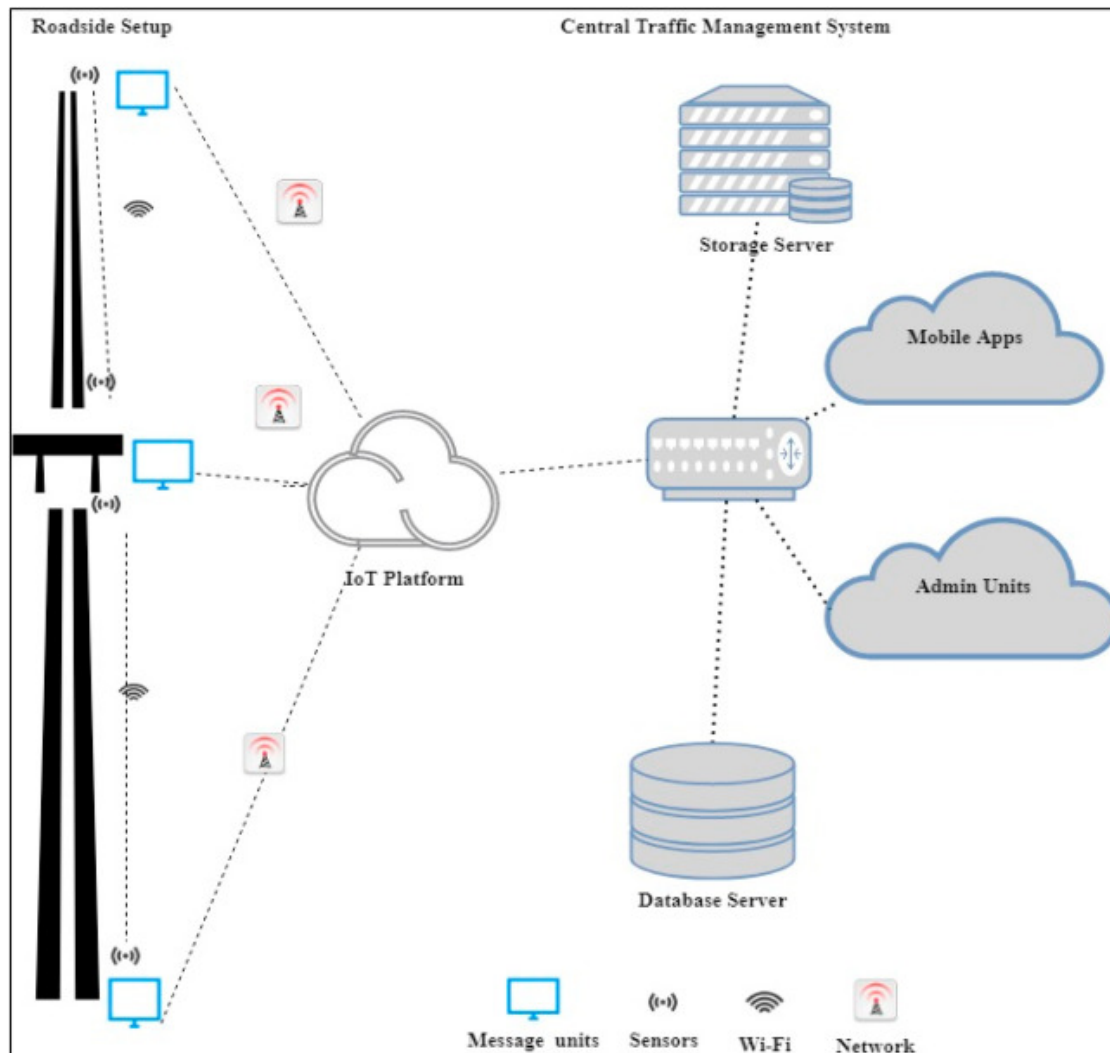 Roadside Setup
Central Traffic Management System
Storage Server
Mobile Apps
IoT Platform
Admin Units
Database Server
Message units
Sensors
Wi-Fi
Network